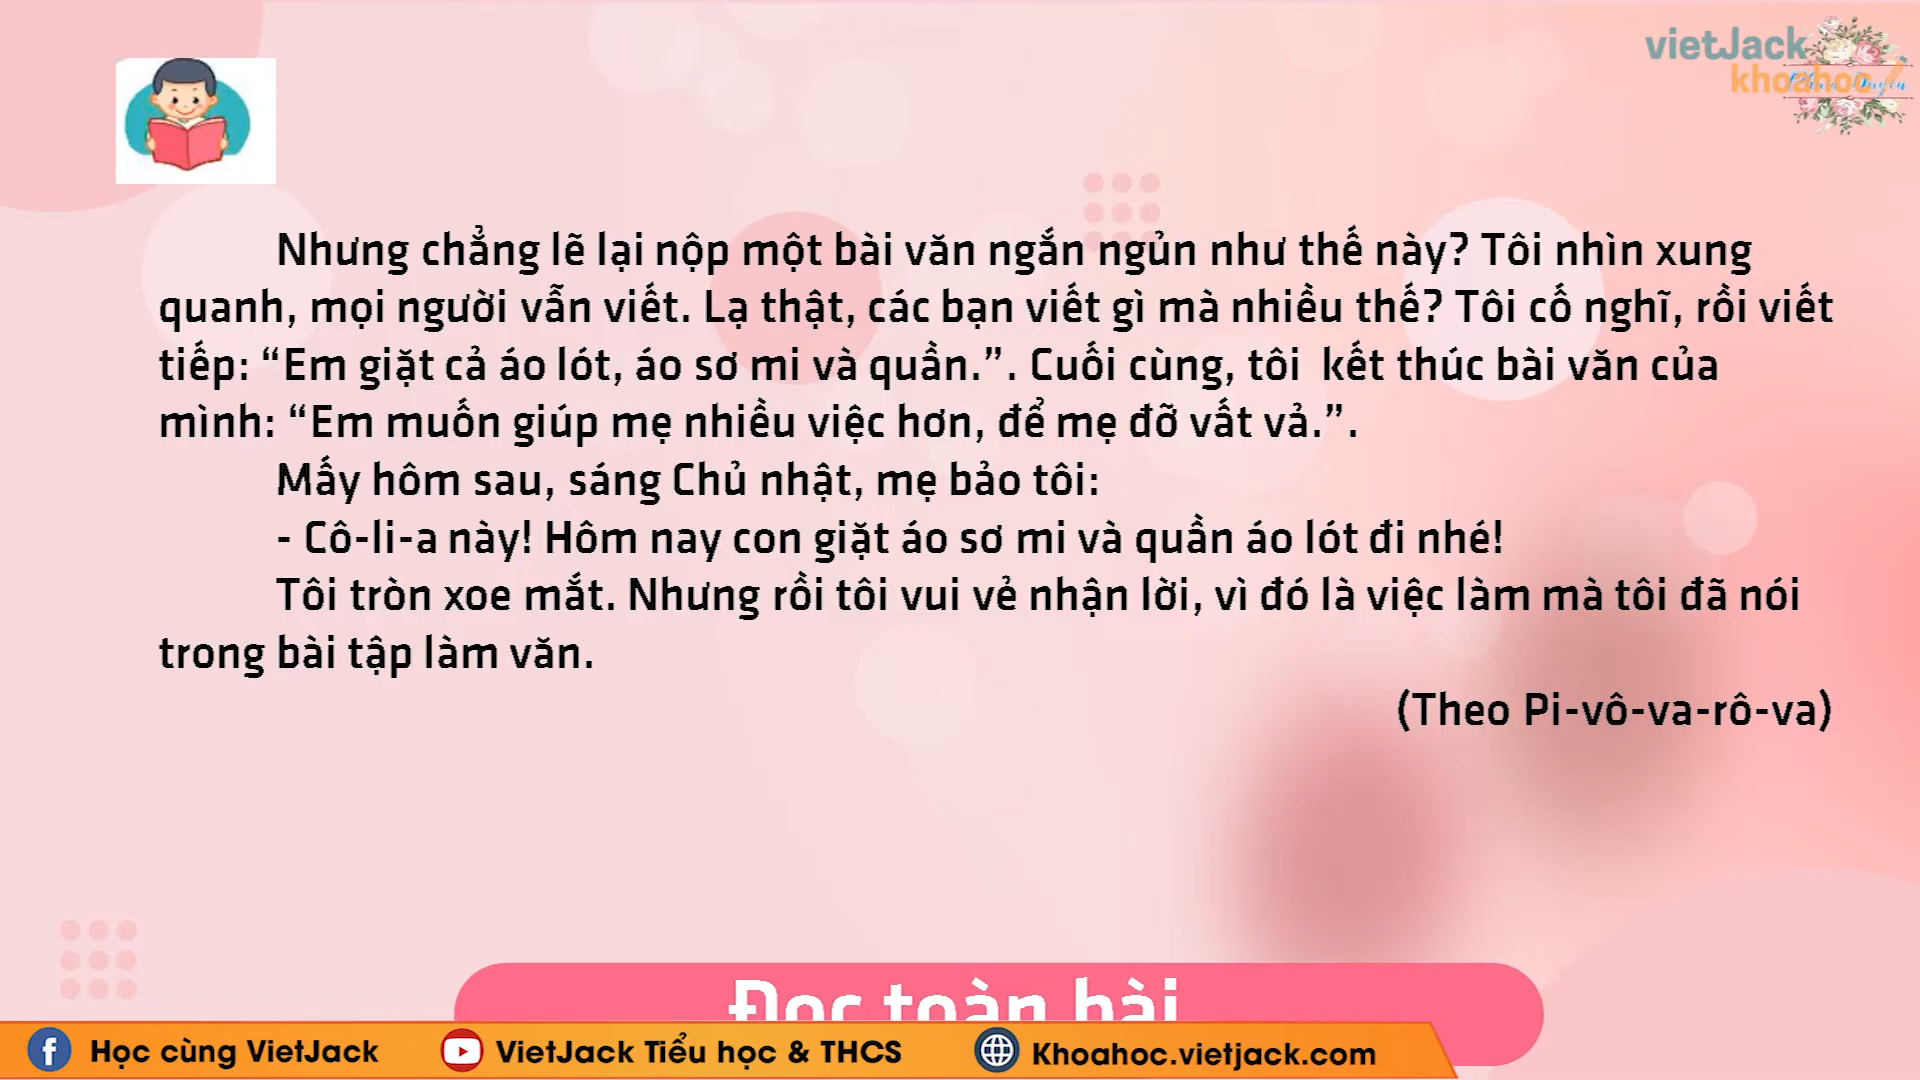 vietJack
khoahoc
Nhưng chẳng lẽ lại nộp một bài văn ngắn ngủn như thế này? Tôi nhìn xung
quanh, mọi người vẫn viết. Lạ thật, các bạn viết gì mà nhiều thế? Tôi cố nghĩ, rồi viết
tiếp: “Em giặt cả áo lót, áo sơ mi và quần.”. Cuối cùng, tôi kết thúc bài văn của
mình: “Em muốn giúp mẹ nhiều việc hơn, để mẹ đỡ vất vả.”.
Mấy hôm sau, sáng Chủ nhật, mẹ bảo tôi:
- Cô-li-a này! Hôm nay con giặt áo sơ mi và quần áo lót đi nhé!
Tôi tròn xoe mắt. Nhưng rồi tôi vui vẻ nhận lời, vì đó là việc làm mà tôi đã nói
trong bài tập làm văn.
(Theo Pi-vô-va-rô-va)
Đọc toàn bài
Học cùng VietJack
VietJack Tiểu học & THCS
Khoahoc.vietjack.com